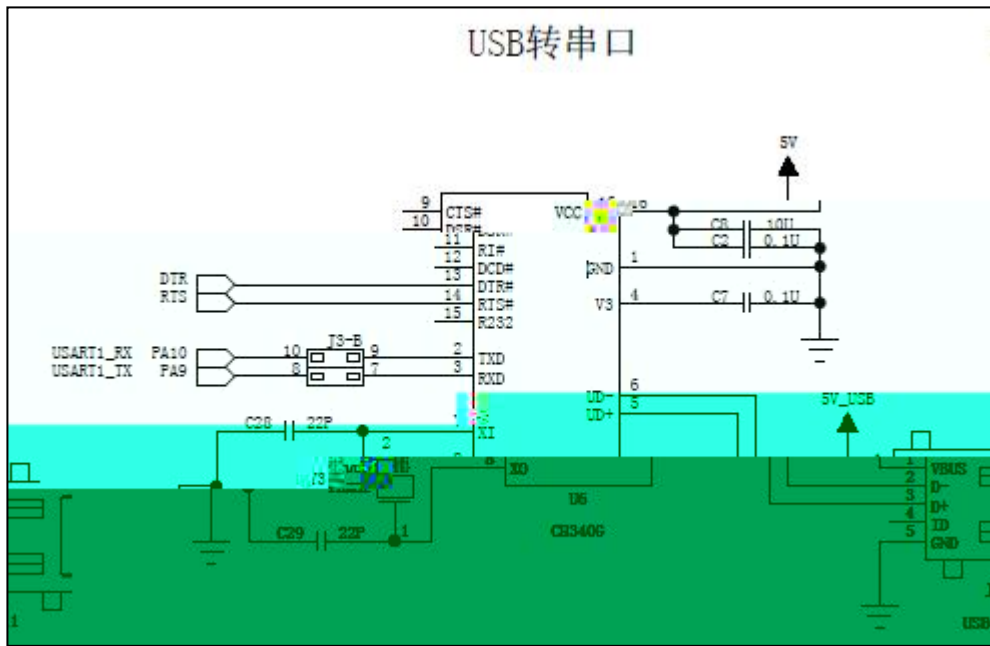 USB转串口
5V
9 CTS# VCC
10
C8 10U
11 C2 0.1U
RI#
12 DCD# GND 1
DTR 13 DTR#
RTS 14 RTS# V3 4 C7 0.1U
15 R232
J3-B
USART1_RX PA10 10 9 2 TXD
USART1_TX PA9 8 7 3 RXD
UD- 6
UD+ 5 5V_USB
C28 22P XI
2
8 XO 1 VBUS
2 D-
U6 3 D+
4 ID
C29 22P 1 CH340G 5 GND
1 USB